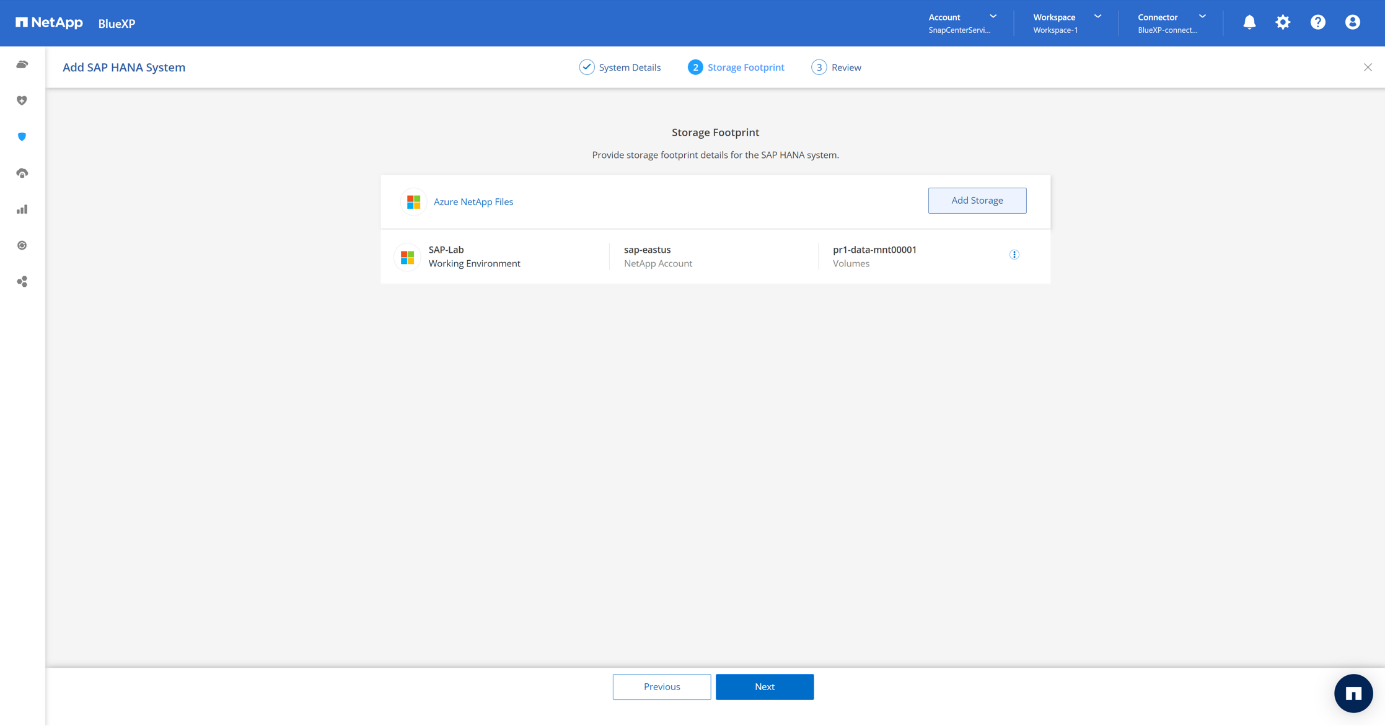 NetApp BlueXP
Account
SnapCenterServi...
Workspace
Workspace-1
Connector
BlueXP-connect...
Add SAP HANA System
System Details
2 Storage Footprint
3 Review
Storage Footprint
Provide storage footprint details for the SAP HANA system.
Azure NetApp Files
Add Storage
SAP-Lab
Working Environment
sap-eastus
NetApp Account
pr1-data-mnt00001
Volumes
Previous
Next